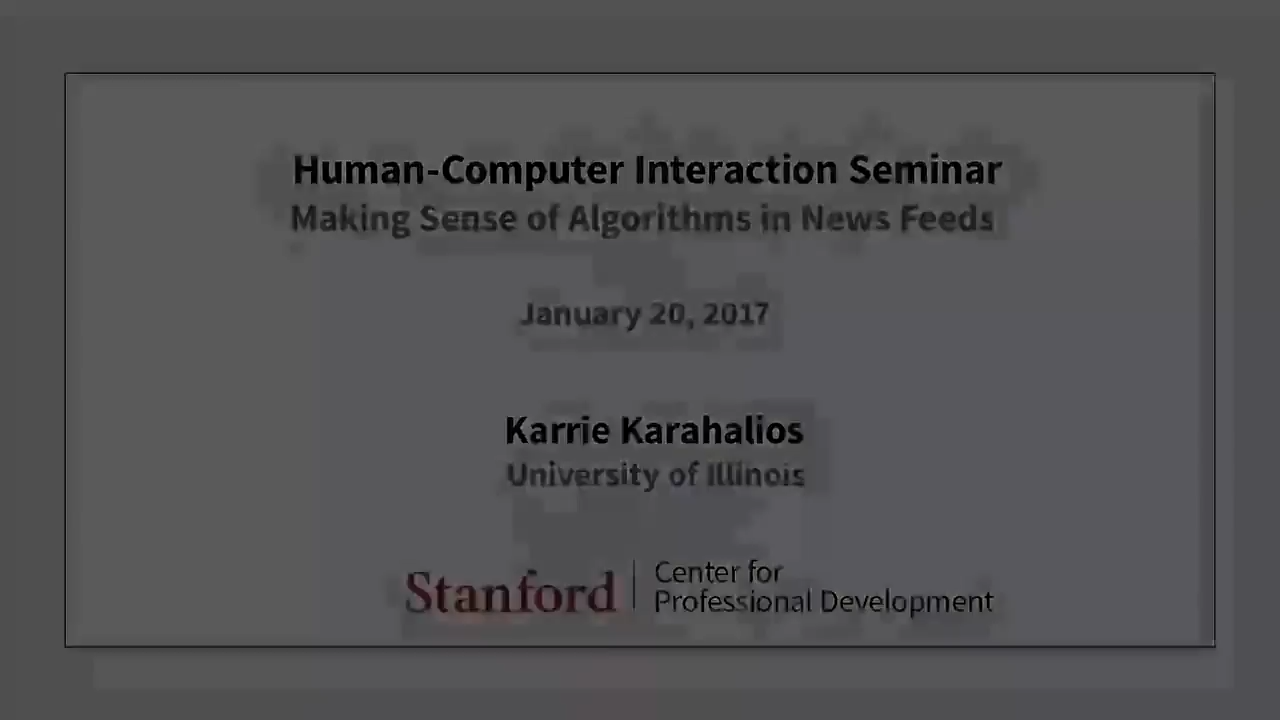 Human-Computer Interaction Seminar
Making Sense of Algorithms in News Feeds
January 20, 2017
Karrie Karahalios
University of Illinois
Stanford
Center for
Professional Development